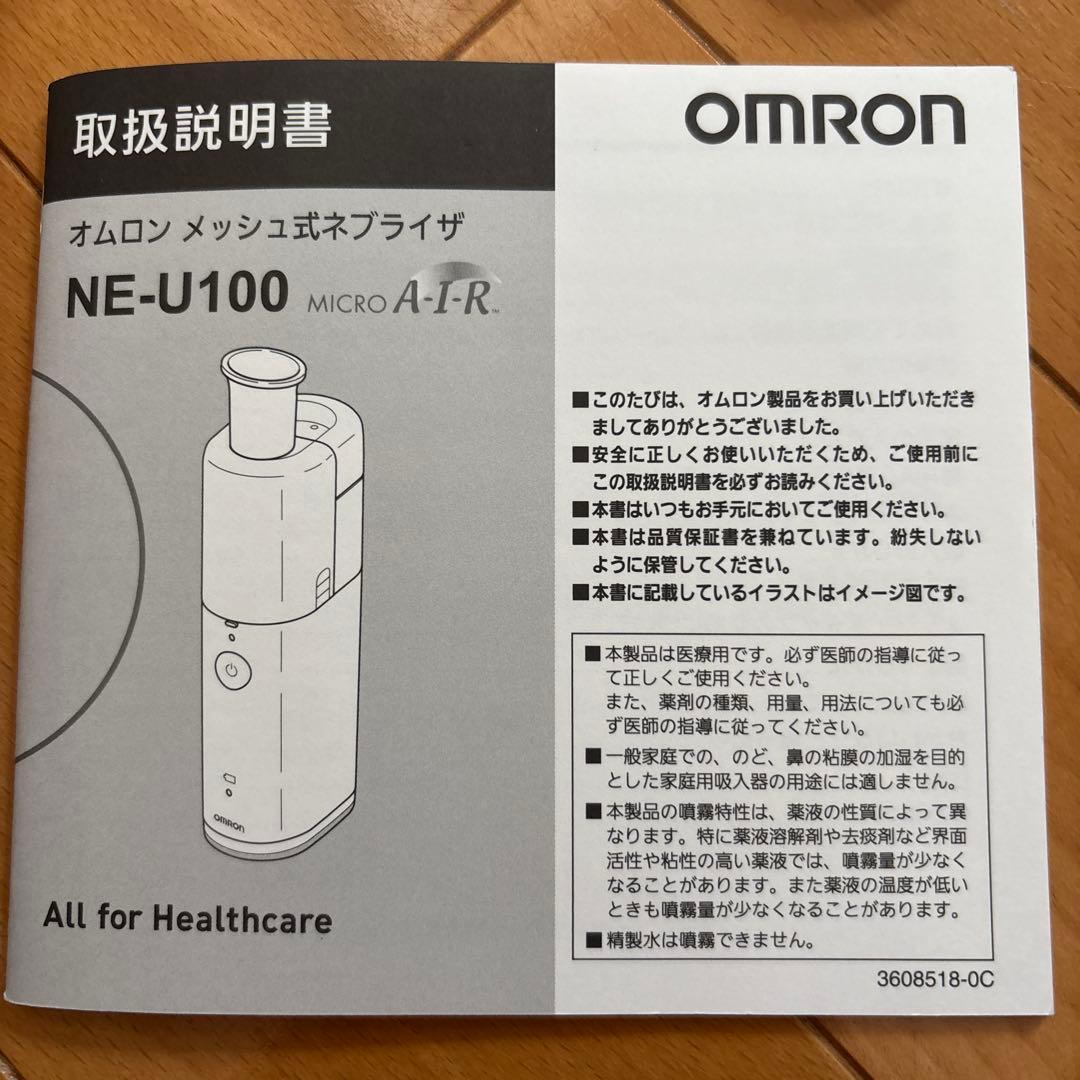 取扱説明書
オムロン メッシュ式ネブライザ
NE-U100 MICRO A-I-R™
OMRON
All for Healthcare
OMRON
■このたびは、オムロン製品をお買い上げいただき
ましてありがとうございました。
■安全に正しくお使いいただくため、ご使用前に
この取扱説明書を必ずお読みください。
■本書はいつもお手元においてご使用ください。
■本書は品質保証書を兼ねています。紛失しない
ように保管してください。
■本書に記載しているイラストはイメージ図です。
■本製品は医療用です。必ず医師の指導に従っ
て正しくご使用ください。
また、薬剤の種類、用量、用法についても必
ず医師の指導に従ってください。
■一般家庭での、のど、鼻の粘膜の加湿を目的
とした家庭用吸入器の用途には適しません。
■本製品の噴霧特性は、薬液の性質によって異
なります。特に薬液溶解剤や去痰剤など界面
活性や粘性の高い薬液では、噴霧量が少なく
なることがあります。また薬液の温度が低い
ときも噴霧量が少なくなることがあります。
■精製水は噴霧できません。
3608518-0C